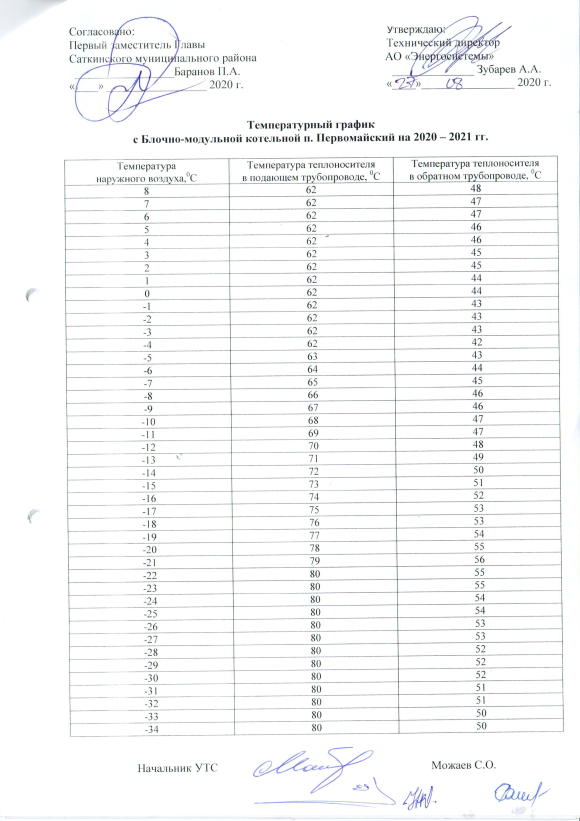 Согласовано:
Первый заместитель Главы
Саткинского муниципального района
Баранов П.А.
«____» 2020 г.
Утверждаю:
Технический директор
АО «Энергосистемы»
Зубарев А.А.
«27» 08 2020 г.
Температурный график
с Блочно-модульной котельной п. Первомайский на 2020 – 2021 гг.
Температура наружного воздуха,⁰С Температура теплоносителя в подающем трубопроводе, ⁰С Температура теплоносителя в обратном трубопроводе, ⁰С
8 62 48
7 62 47
6 62 47
5 62 46
4 62 46
3 62 45
2 62 45
1 62 44
0 62 44
-1 62 43
-2 62 43
-3 62 43
-4 62 42
-5 63 43
-6 64 44
-7 65 45
-8 66 46
-9 67 46
-10 68 47
-11 69 47
-12 70 48
-13 71 49
-14 72 50
-15 73 51
-16 74 52
-17 75 53
-18 76 53
-19 77 54
-20 78 55
-21 79 56
-22 80 55
-23 80 55
-24 80 54
-25 80 54
-26 80 53
-27 80 53
-28 80 52
-29 80 52
-30 80 52
-31 80 51
-32 80 51
-33 80 50
-34 80 50
Начальник УТС Можаев С.О.